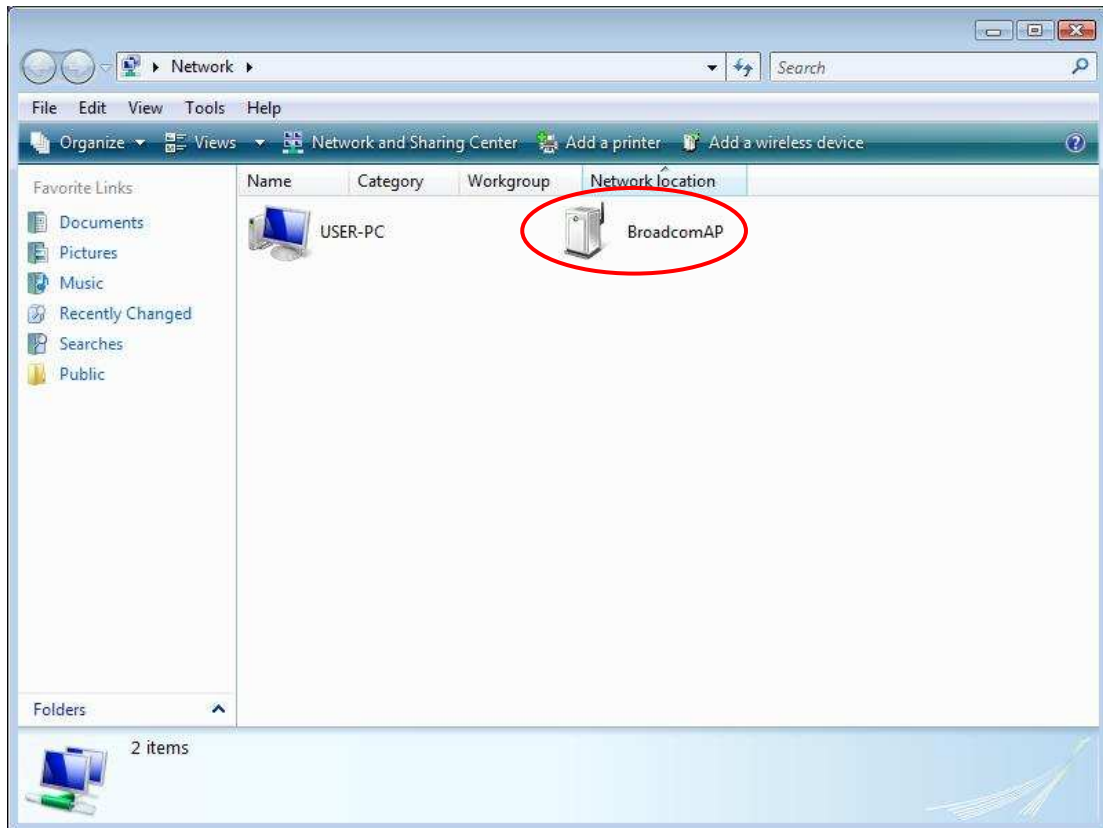 Network
Search
File Edit View Tools Help
Organize Views Network and Sharing Center Add a printer Add a wireless device
Favorite Links
Documents
Pictures
Music
Recently Changed
Searches
Public
Folders
Name Category Workgroup Network location
USER-PC BroadcomAP
2 items